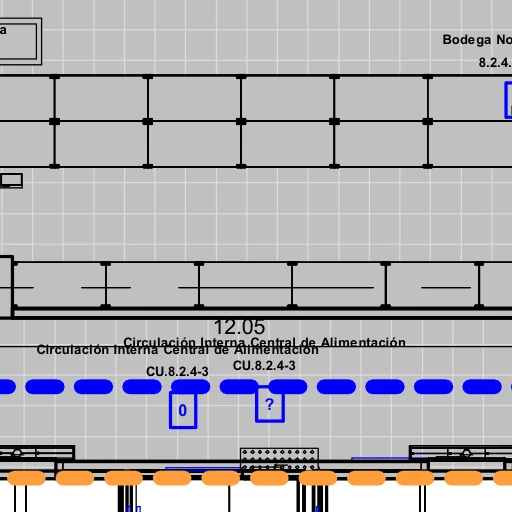 a
Bodega No
8.2.4.
12.05
Circulación Interna Central de Alimentación
Circulación Interna Central de Alimentación
CU.8.2.4-3
CU.8.2.4-3
0
?